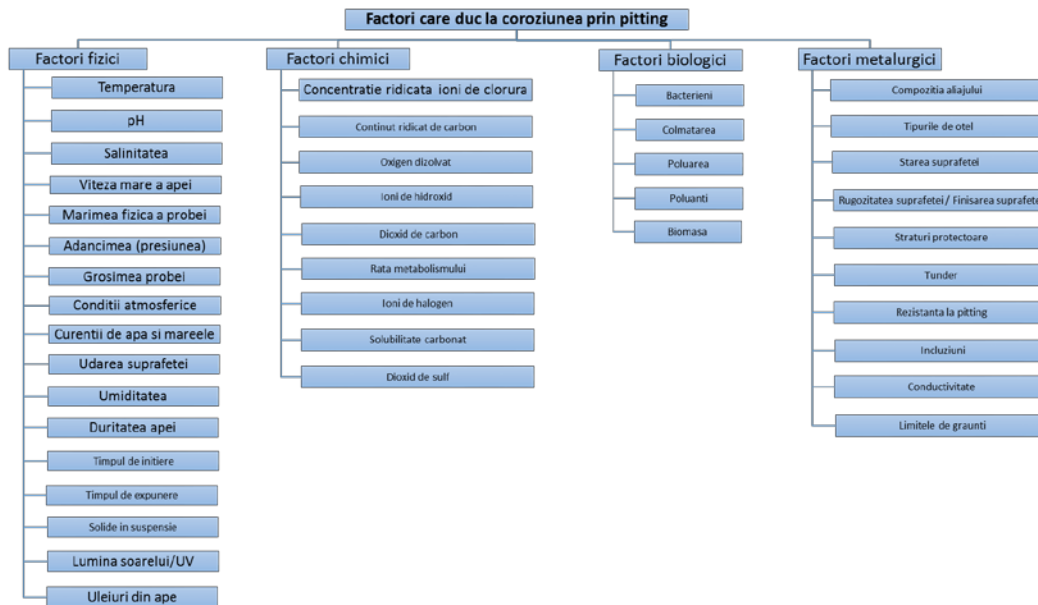 Factori care duc la coroziunea prin pitting
Factori fizici
Temperatura
pH
Salinitatea
Viteza mare a apei
Marimea fizica a probei
Adancimea (presiunea)
Grosimea probei
Conditii atmosferice
Curentii de apa si mareele
Udarea suprafetei
Umiditatea
Duritatea apei
Timpul de initiere
Timpul de expunere
Solide in suspensie
Lumina soarelui/UV
Uleiuri din ape
Factori chimici
Concentratie ridicata ioni de clorura
Continut ridicat de carbon
Oxigen dizolvat
Ioni de hidroxid
Dioxid de carbon
Rata metabolismului
Ioni de halogen
Solubilitate carbonat
Dioxid de sulf
Factori biologici
Bacterieni
Colmatarea
Poluarea
Poluanti
Biomasa
Factori metalurgici
Compozitia aliajului
Tipurile de otel
Starea suprafetei
Rugozitatea suprafetei/ Finisarea suprafete
Straturi protectoare
Tunder
Rezistanta la pitting
Incluziuni
Conductivitate
Limitele de graunti